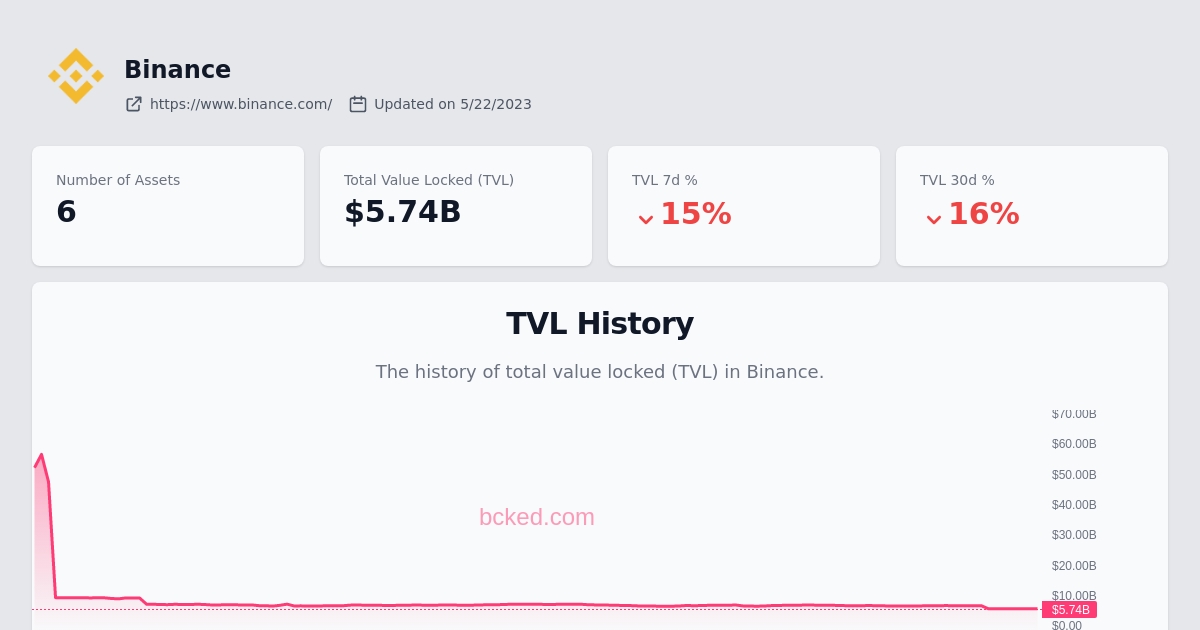 Binance
https://www.binance.com/ Updated on 5/22/2023
Number of Assets
6
Total Value Locked (TVL)
$5.74B
TVL 7d %
15%
TVL 30d %
16%
TVL History
The history of total value locked (TVL) in Binance.
$70.00B
$60.00B
$50.00B
bcked.com
$40.00B
$30.00B
$20.00B
$10.00B
$5.74B
$0.00